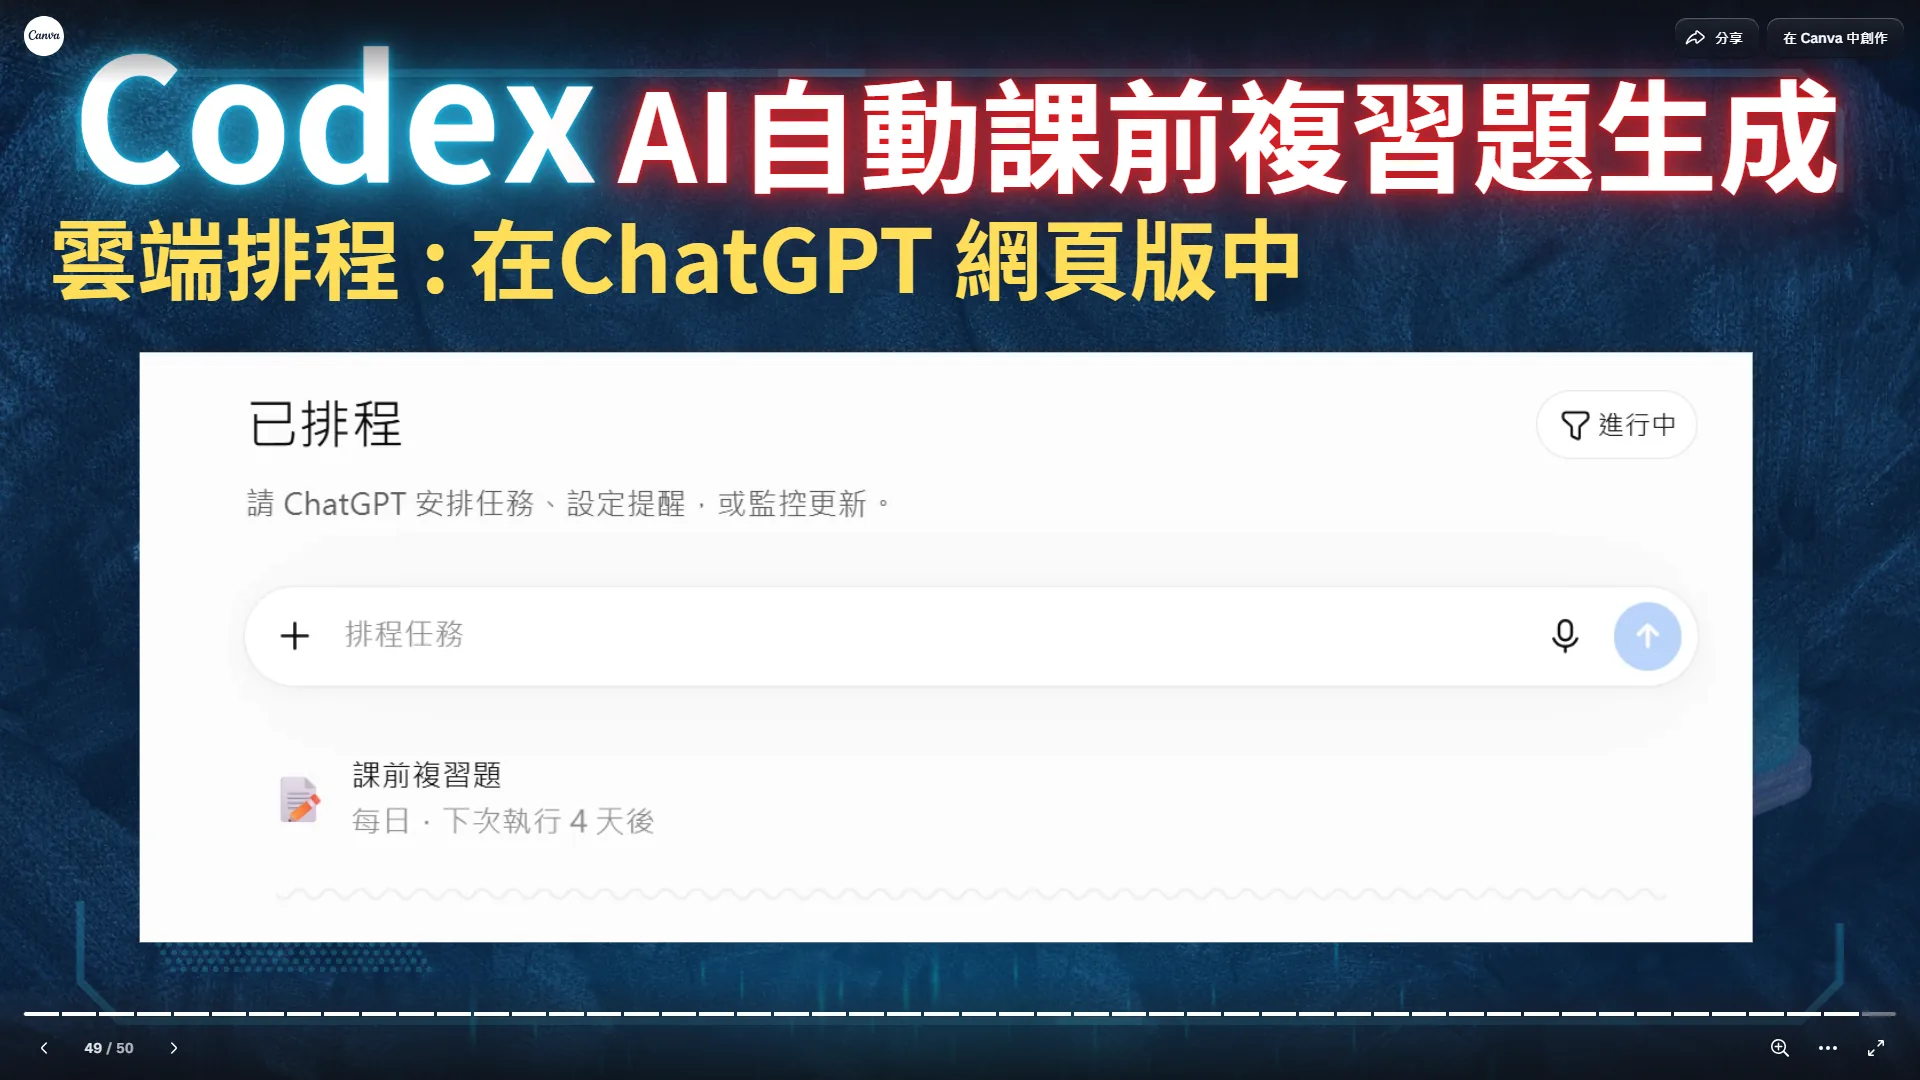 Canva
分享
在 Canva 中創作
Codex AI自動課前複習題生成
雲端排程：在ChatGPT 網頁版中
已排程
進行中
請 ChatGPT 安排任務、設定提醒，或監控更新。
排程任務
課前複習題
每日・下次執行 4 天後
49 / 50